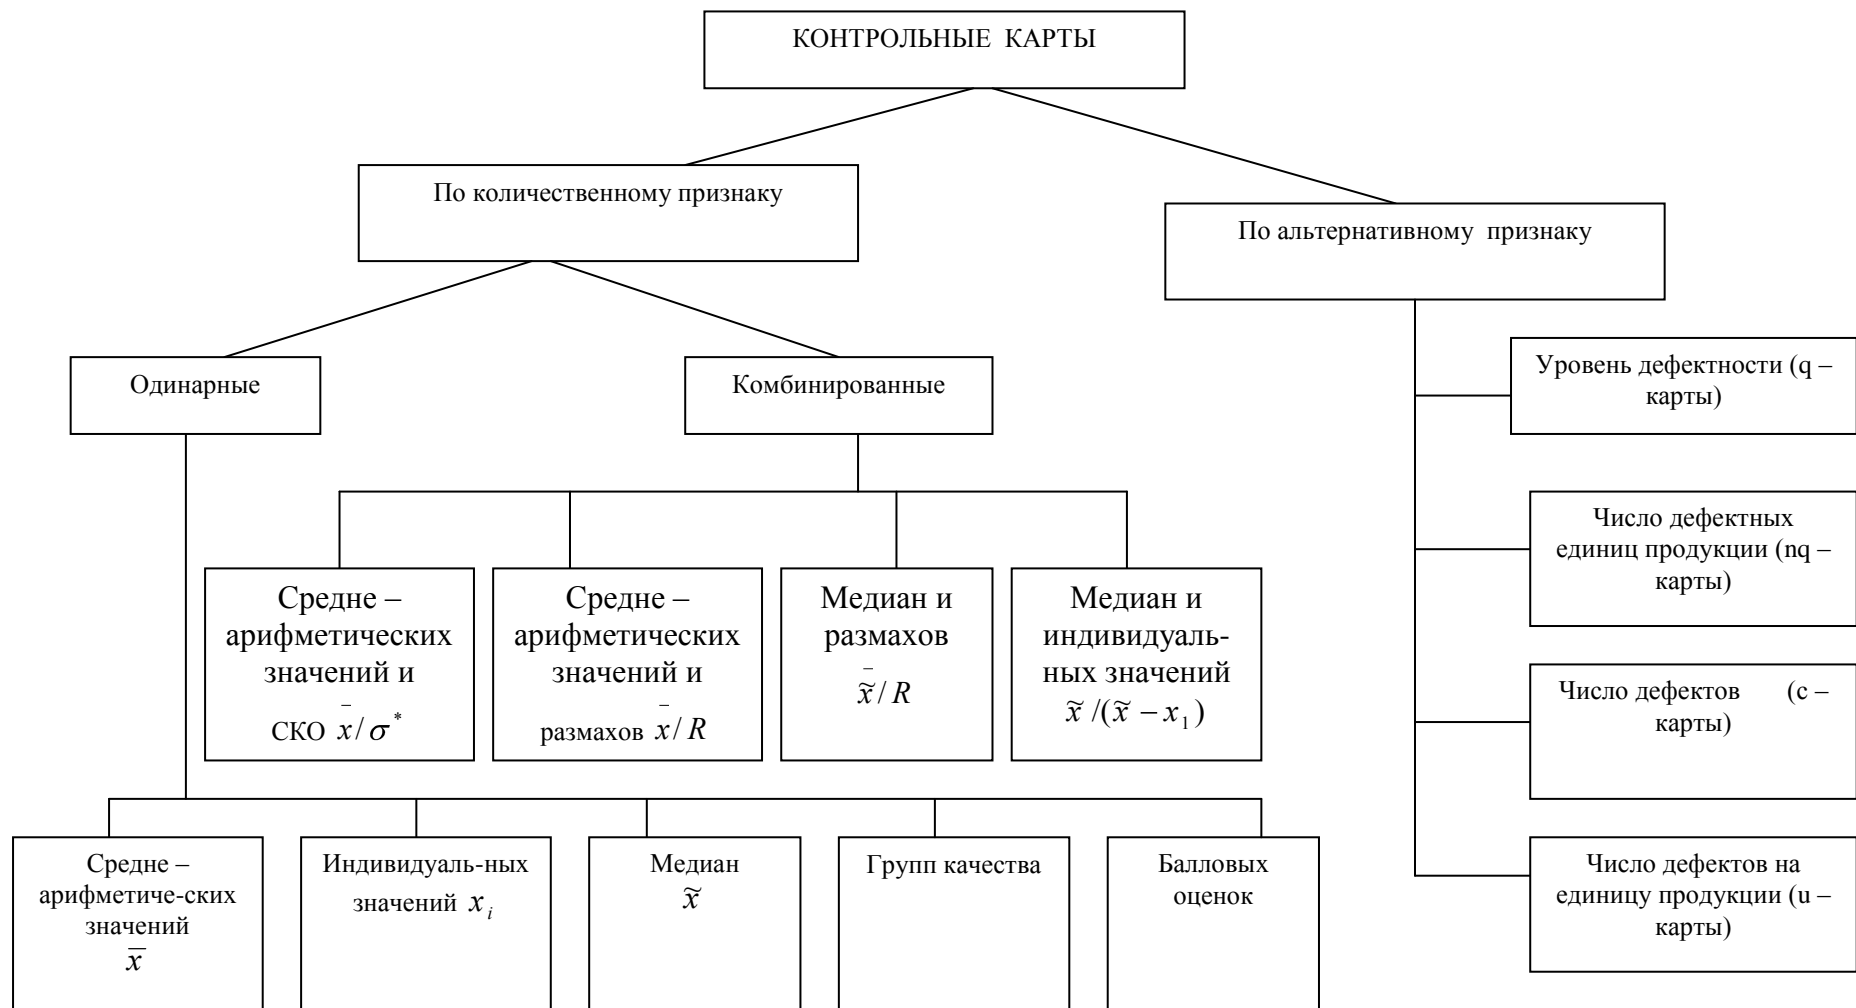 КОНТРОЛЬНЫЕ КАРТЫ
По количественному признаку
По альтернативному признаку
Одинарные
Комбинированные
Уровень дефектности (q –
карты)
Число дефектных
единиц продукции (nq –
карты)
Число дефектов (c –
карты)
Число дефектов на
единицу продукции (u –
карты)
Средне –
арифметических
значений и
СКО x̄/σ*
Средне –
арифметических
значений и
размахов x̄/R
Медиан и
размахов
x̃̄/R
Медиан и
индивидуаль-
ных значений
x̃/(x̃ − x₁)
Средне –
арифметиче-ских
значений
x̄
Индивидуаль-ных
значений xᵢ
Медиан
x̃
Групп качества
Балловых
оценок